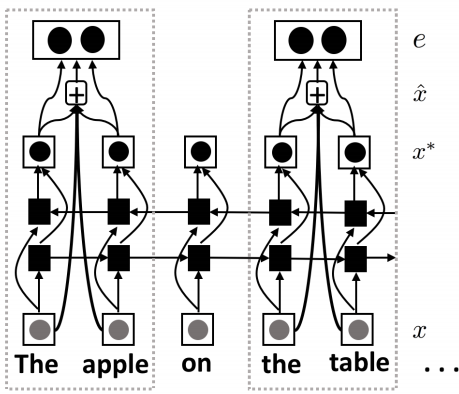 e
+ x̂
+ x*
x
The apple on the table ...